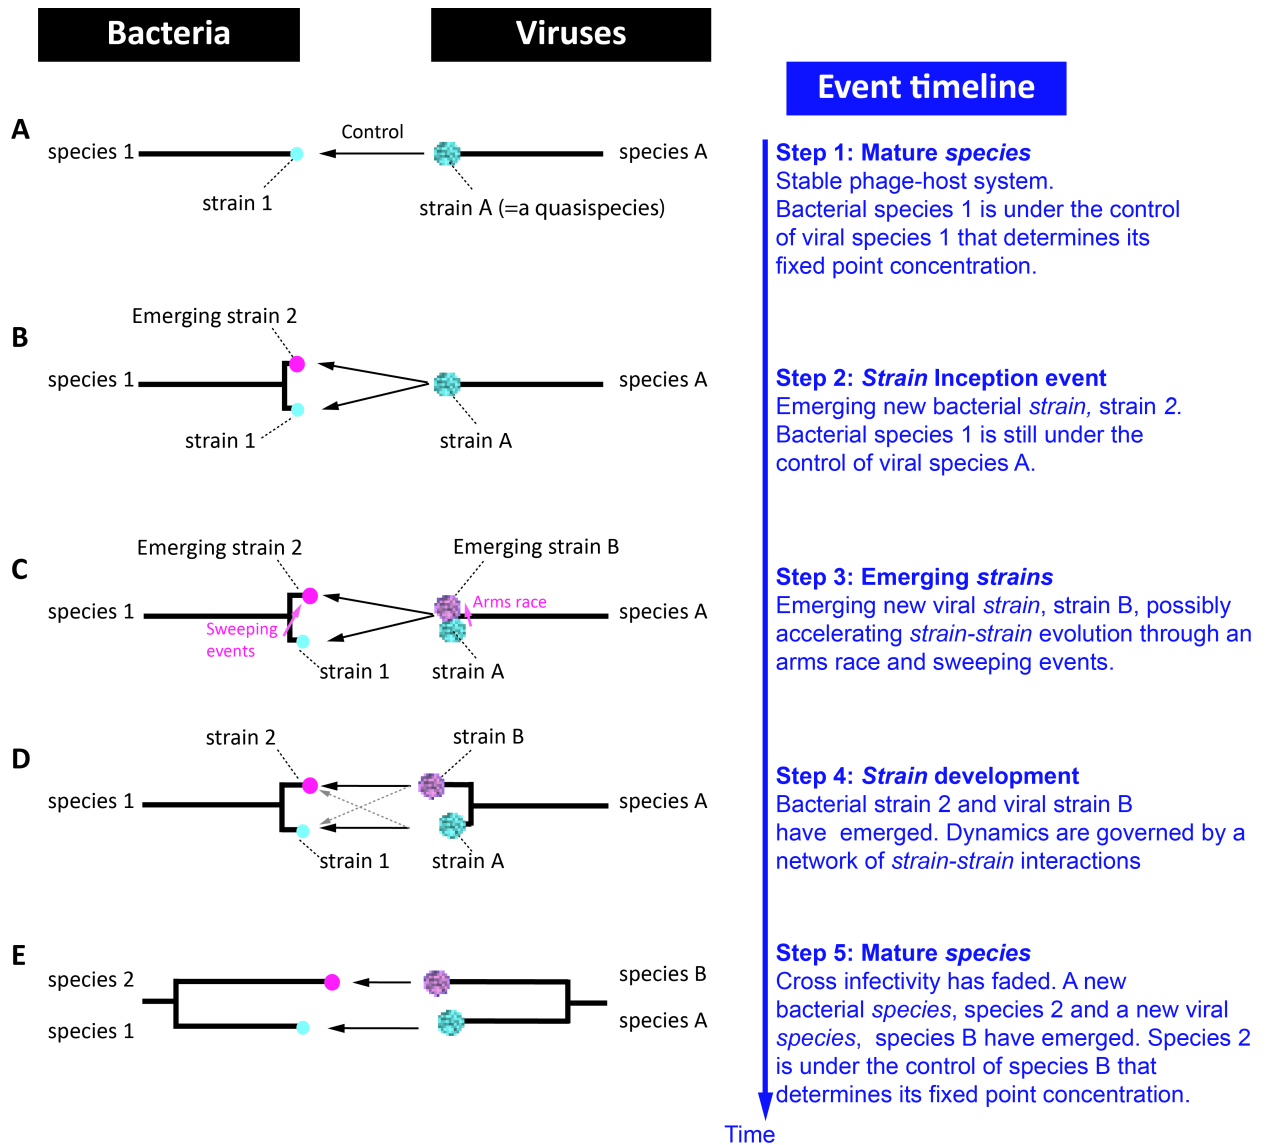 Bacteria
Viruses
Event timeline
A
species 1
Control
species A
strain 1
strain A (=a quasispecies)
Step 1: Mature species
Stable phage-host system.
Bacterial species 1 is under the control
of viral species 1 that determines its
fixed point concentration.
B
Emerging strain 2
species 1
species A
strain 1
strain A
Step 2: Strain Inception event
Emerging new bacterial strain, strain 2.
Bacterial species 1 is still under the
control of viral species A.
C
Emerging strain 2
Emerging strain B
species 1
Arms race
species A
Sweeping
events
strain 1
strain A
Step 3: Emerging strains
Emerging new viral strain, strain B, possibly
accelerating strain-strain evolution through an
arms race and sweeping events.
D
strain 2
strain B
species 1
species A
strain 1
strain A
Step 4: Strain development
Bacterial strain 2 and viral strain B
have  emerged. Dynamics are governed by a
network of strain-strain interactions
E
species 2
species B
species 1
species A
Step 5: Mature species
Cross infectivity has faded. A new
bacterial species, species 2 and a new viral
species,  species B have emerged. Species 2
is under the control of species B that
determines its fixed point concentration.
Time